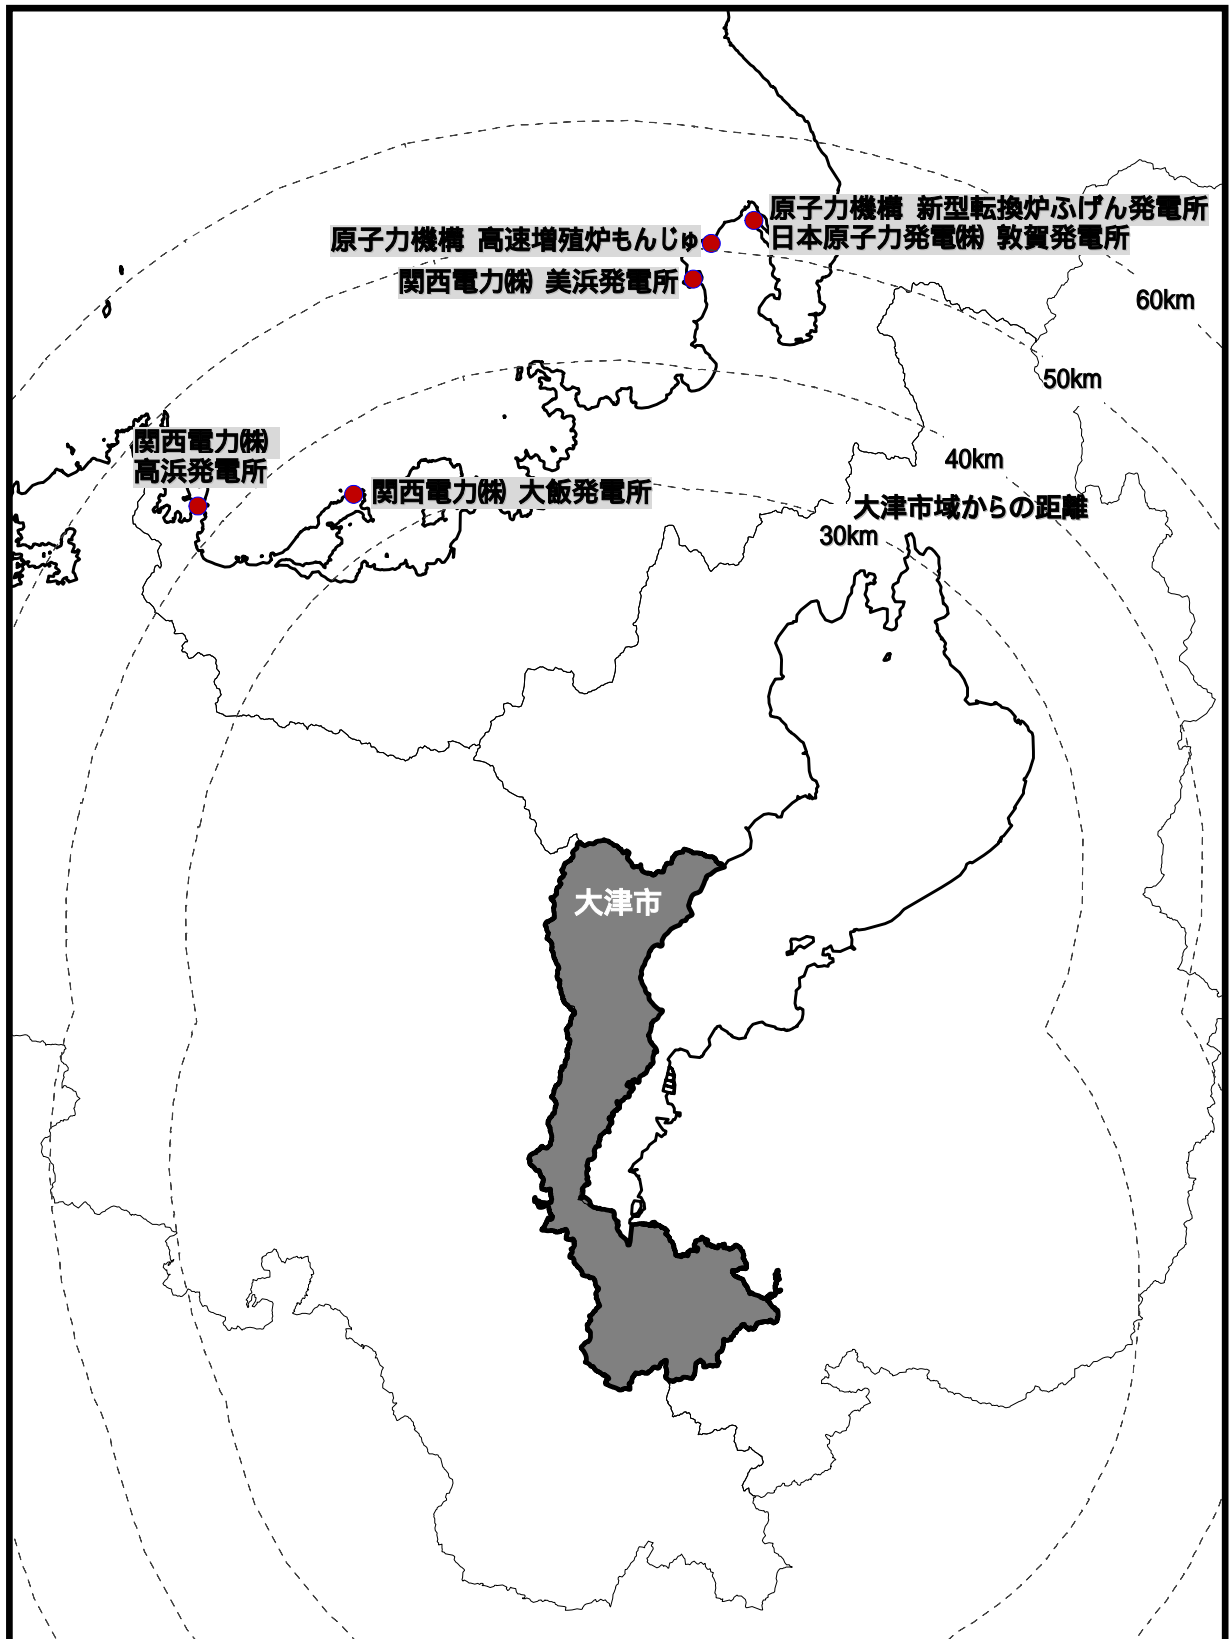 原子力機構 新型転換炉ふげん発電所
日本原子力発電㈱ 敦賀発電所
原子力機構 高速増殖炉もんじゅ
関西電力㈱ 美浜発電所
60km
50km
関西電力㈱
高浜発電所
40km
関西電力㈱ 大飯発電所
大津市域からの距離
30km
大津市